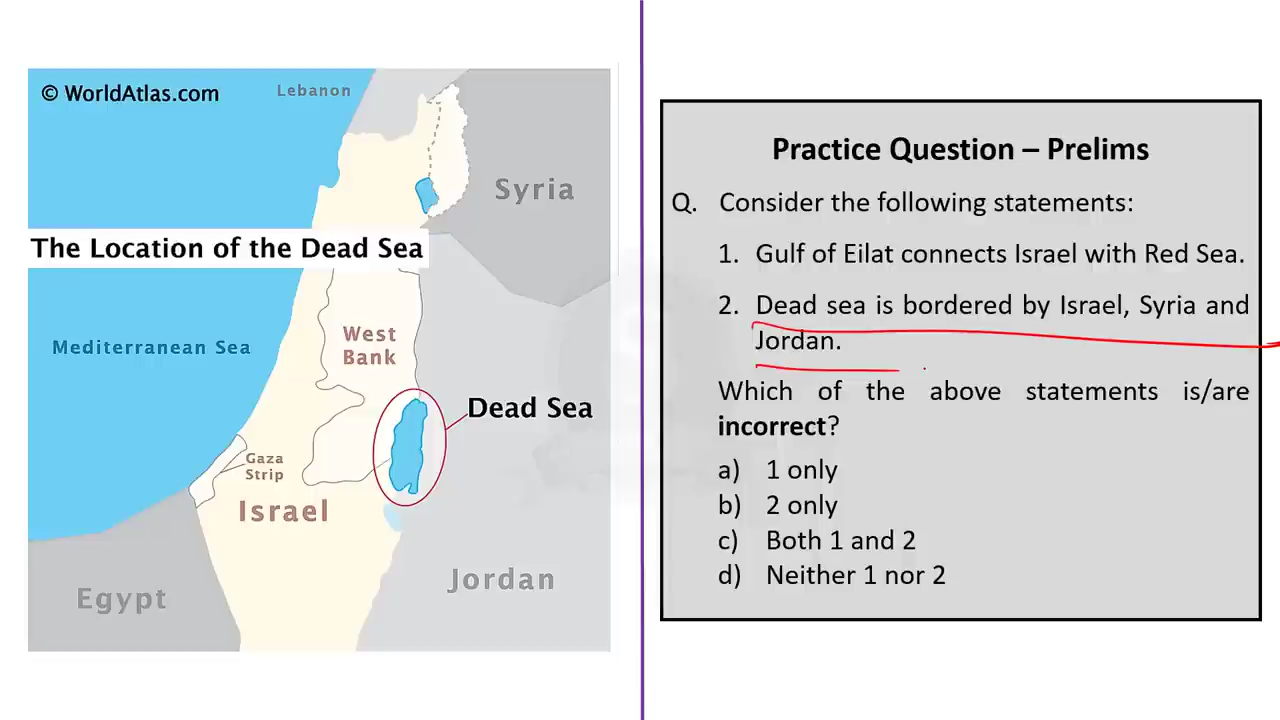 © WorldAtlas.com
Lebanon
Syria
The Location of the Dead Sea
Mediterranean Sea
West
Bank
Dead Sea
Gaza
Strip
Israel
Jordan
Egypt
Practice Question – Prelims
Q. Consider the following statements:
1. Gulf of Eilat connects Israel with Red Sea.
2. Dead sea is bordered by Israel, Syria and
Jordan.
Which of the above statements is/are
incorrect?
a) 1 only
b) 2 only
c) Both 1 and 2
d) Neither 1 nor 2